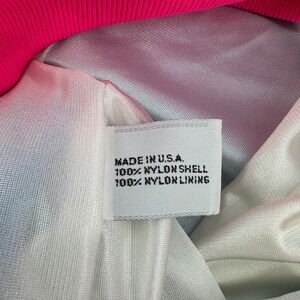 MADE IN U.S.A.
100% NYLON SHELL
100% NYLON LINING